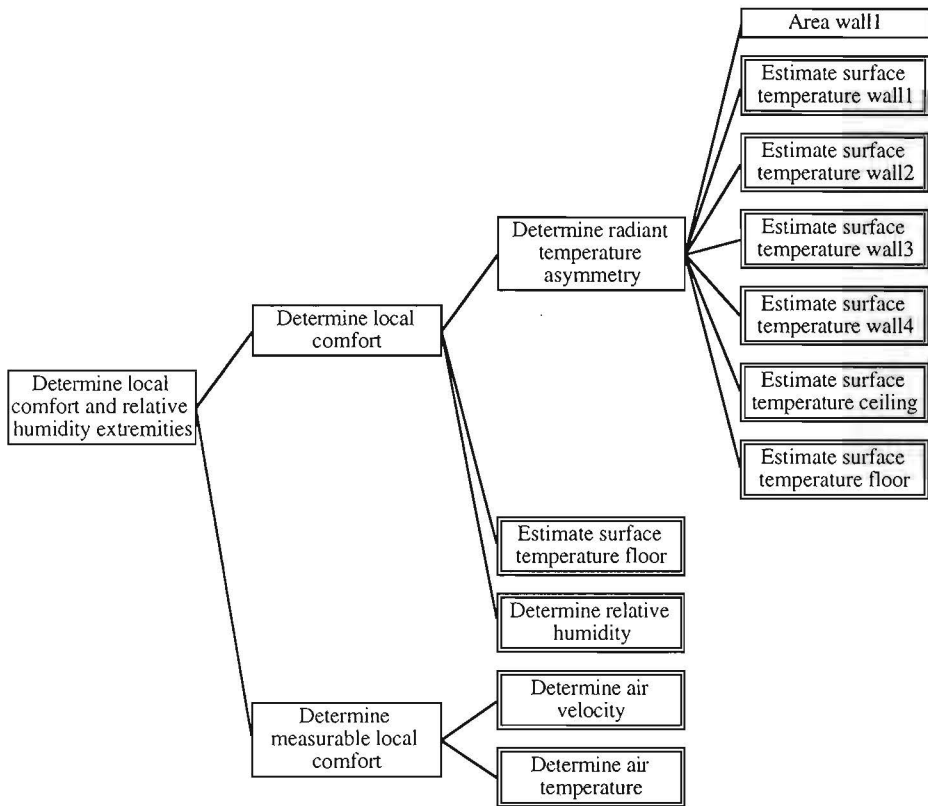 Area wall1
Estimate surface
temperature wall1
Estimate surface
temperature wall2
Estimate surface
temperature wall3
Estimate surface
temperature wall4
Estimate surface
temperature ceiling
Estimate surface
temperature floor
Determine radiant
temperature
asymmetry
Determine local
comfort
Determine local
comfort and relative
humidity extremities
Estimate surface
temperature floor
Determine relative
humidity
Determine air
velocity
Determine
measurable local
comfort
Determine air
temperature